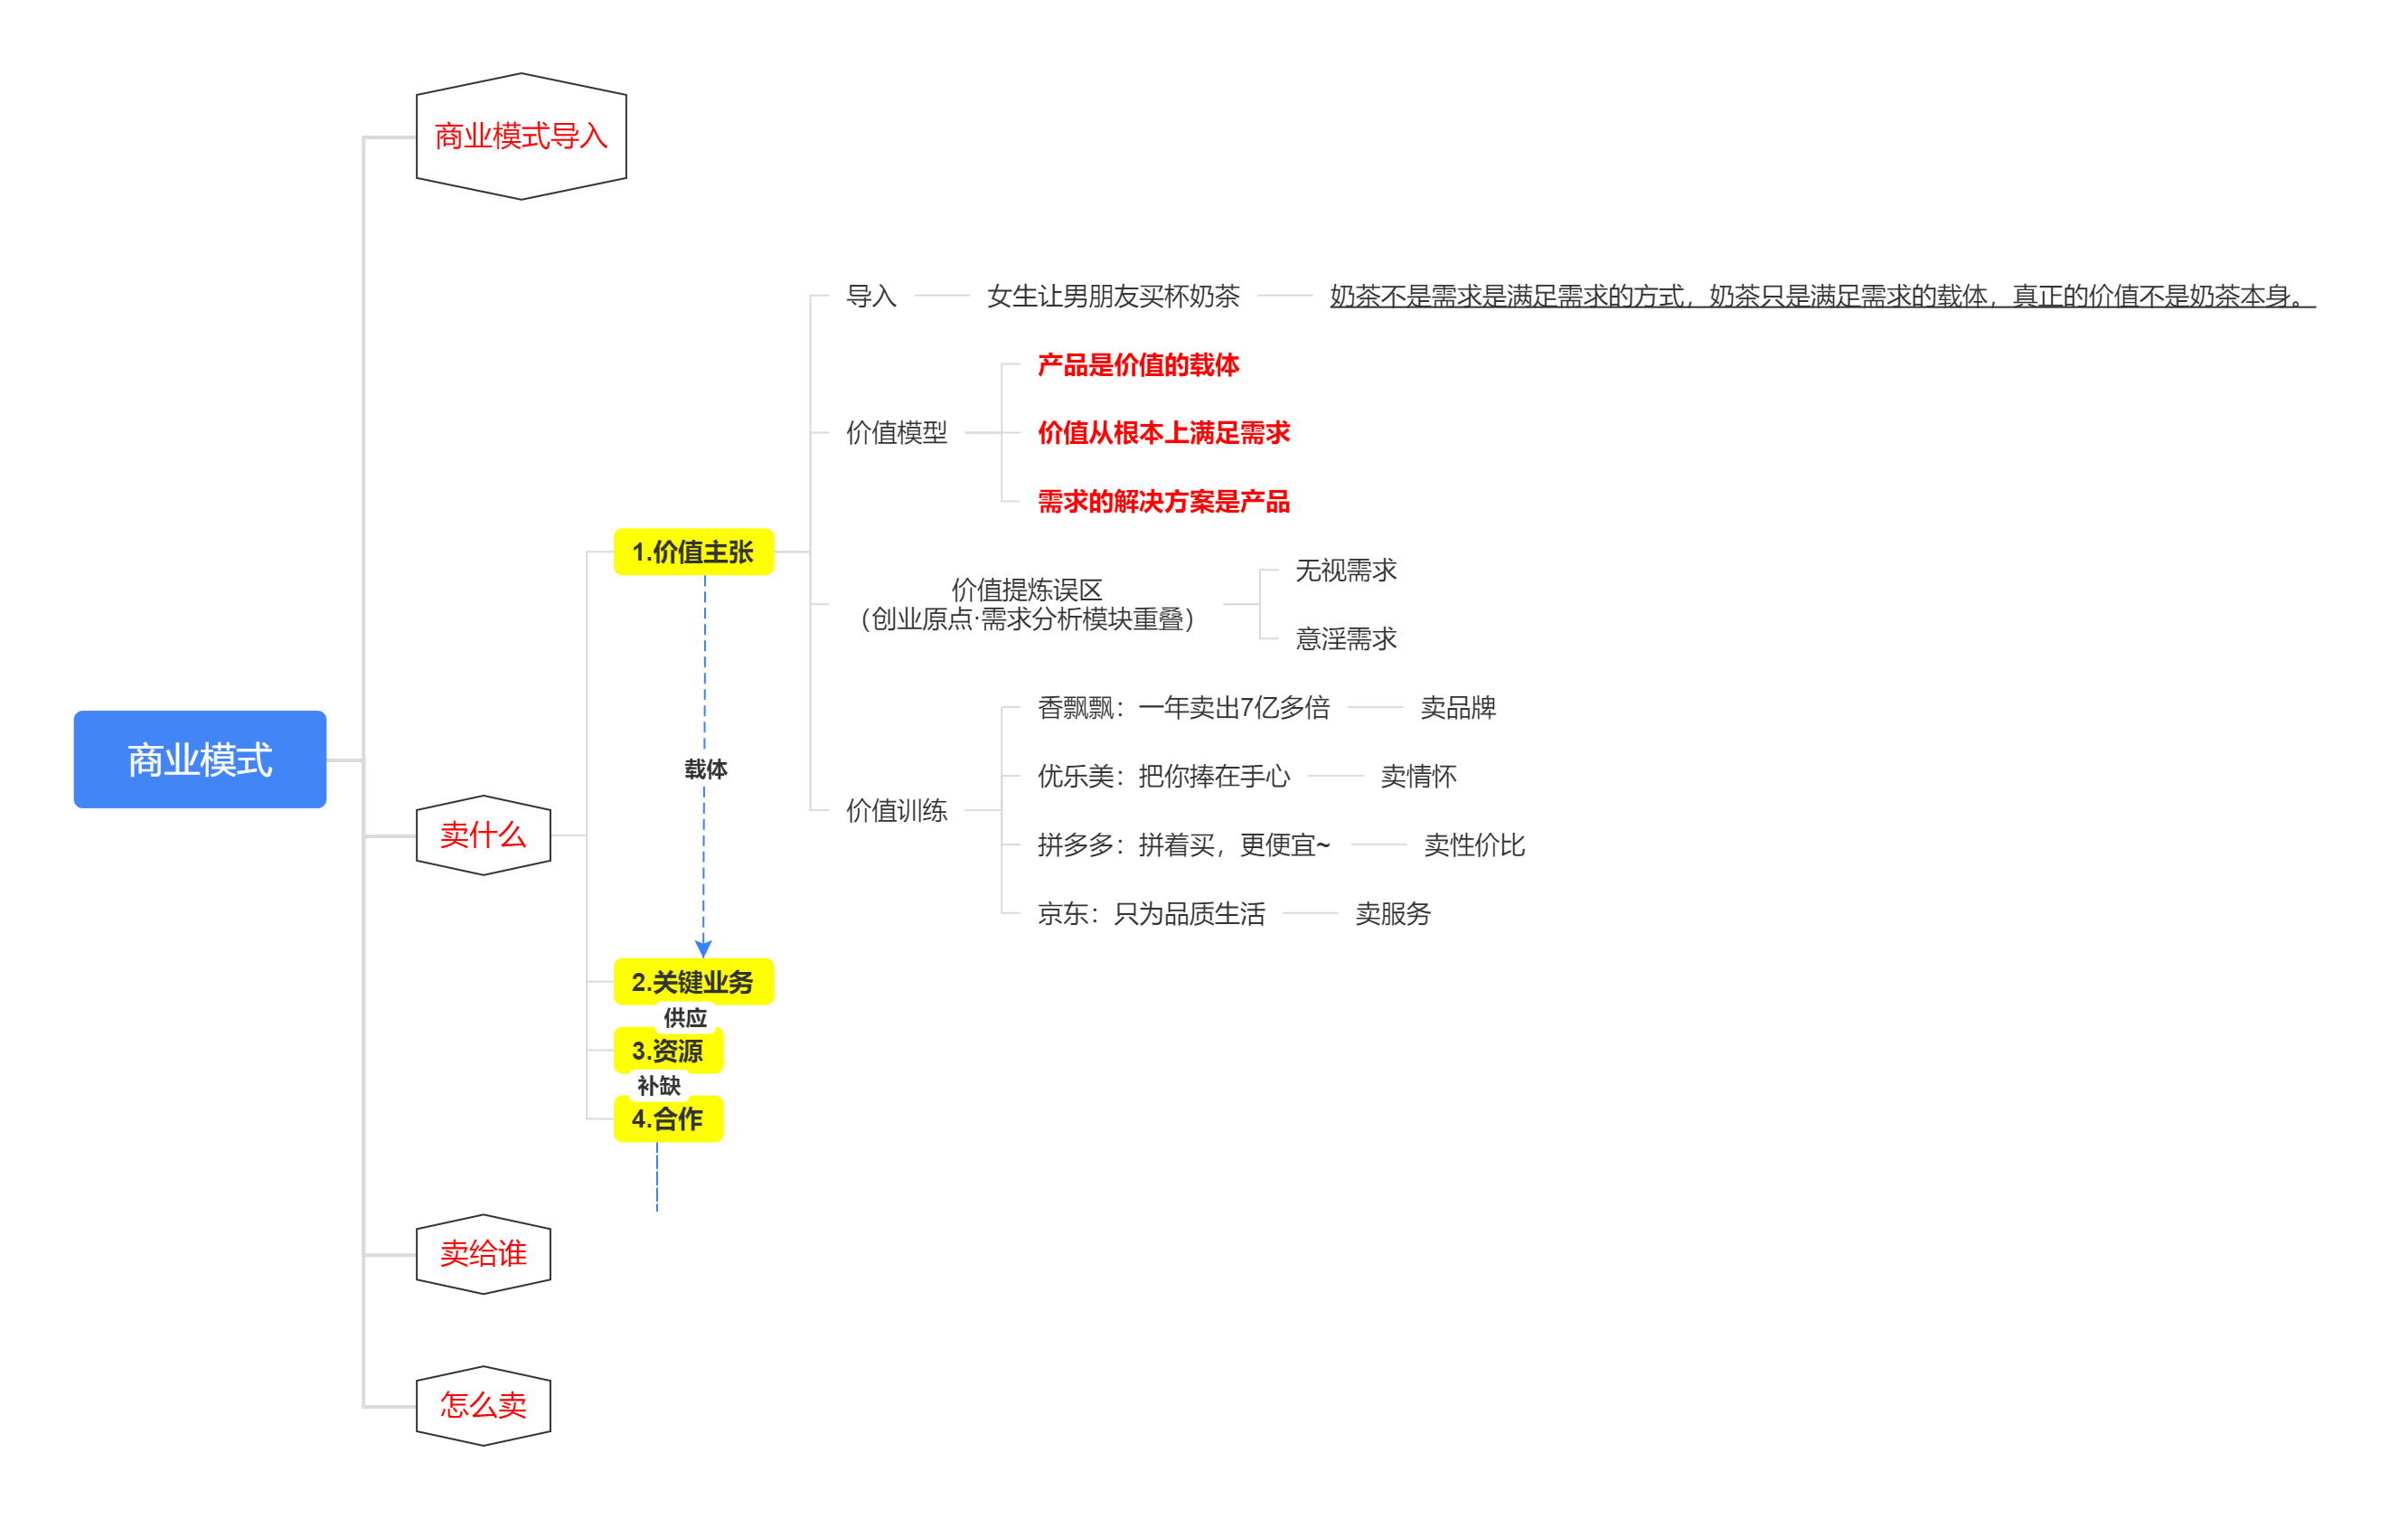 商业模式
商业模式导入
卖什么
1.价值主张
导入
女生让男朋友买杯奶茶
奶茶不是需求是满足需求的方式，奶茶只是满足需求的载体，真正的价值不是奶茶本身。
价值模型
产品是价值的载体
价值从根本上满足需求
需求的解决方案是产品
价值提炼误区
（创业原点·需求分析模块重叠）
无视需求
意淫需求
价值训练
香飘飘：一年卖出7亿多倍
卖品牌
优乐美：把你捧在手心
卖情怀
拼多多：拼着买，更便宜~
卖性价比
京东：只为品质生活
卖服务
载体
2.关键业务
供应
3.资源
补缺
4.合作
卖给谁
怎么卖